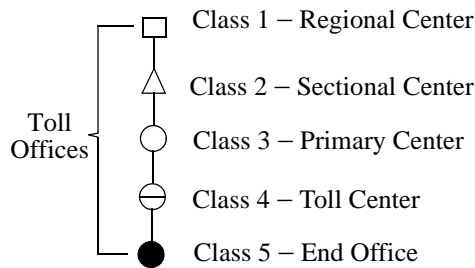 Class 1 – Regional Center
Class 2 – Sectional Center
Toll
Offices
Class 3 – Primary Center
Class 4 – Toll Center
Class 5 – End Office